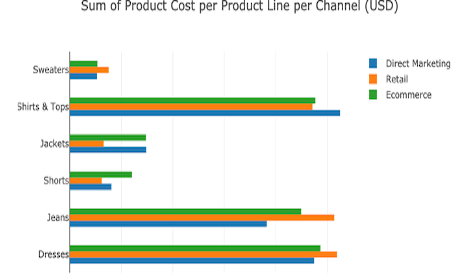 Sum of Product Cost per Product Line per Channel (USD)
Direct Marketing
Retail
Ecommerce
Sweaters
Shirts & Tops
Jackets
Shorts
Jeans
Dresses